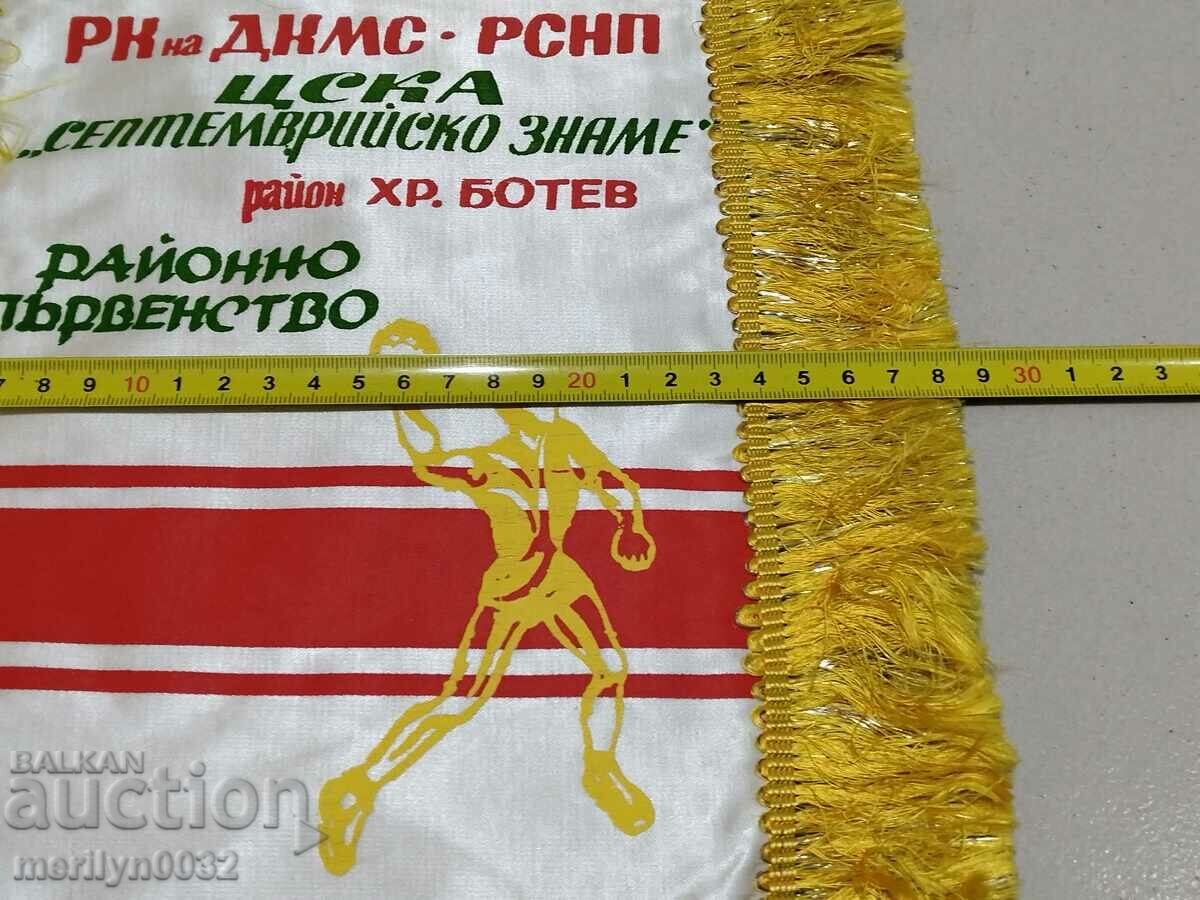 РК на ДКМС - РСНП
ЦСКА
„СЕПТЕМВРИЙСКО ЗНАМЕ"
район ХР. БОТЕВ
РАЙОННО
ПЪРВЕНСТВО
7 8 9 10 1 2 3 4 5 6 7 8 9 20 1 2 3 4 5 6 7 8 9 30 1 2 3
BALKAN
auction
merilyn0032